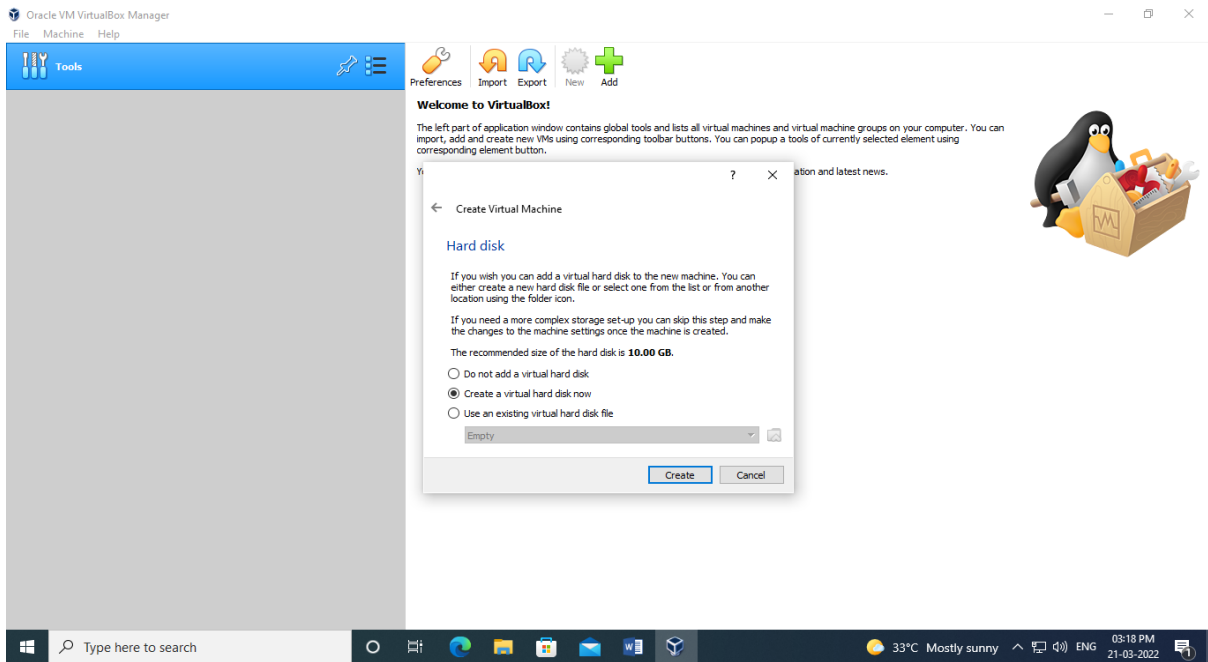 Oracle VM VirtualBox Manager
File Machine Help
Tools
Preferences Import Export New Add
Welcome to VirtualBox!
The left part of application window contains global tools and lists all virtual machines and virtual machine groups on your computer. You can
import, add and create new VMs using corresponding toolbar buttons. You can popup a tools of currently selected element using
corresponding element button.
ation and latest news.
?
Create Virtual Machine
Hard disk
If you wish you can add a virtual hard disk to the new machine. You can
either create a new hard disk file or select one from the list or from another
location using the folder icon.
If you need a more complex storage set-up you can skip this step and make
the changes to the machine settings once the machine is created.
The recommended size of the hard disk is 10.00 GB.
Do not add a virtual hard disk
Create a virtual hard disk now
Use an existing virtual hard disk file
Empty
Create Cancel
Type here to search
33°C Mostly sunny ENG 03:18 PM
21-03-2022
1